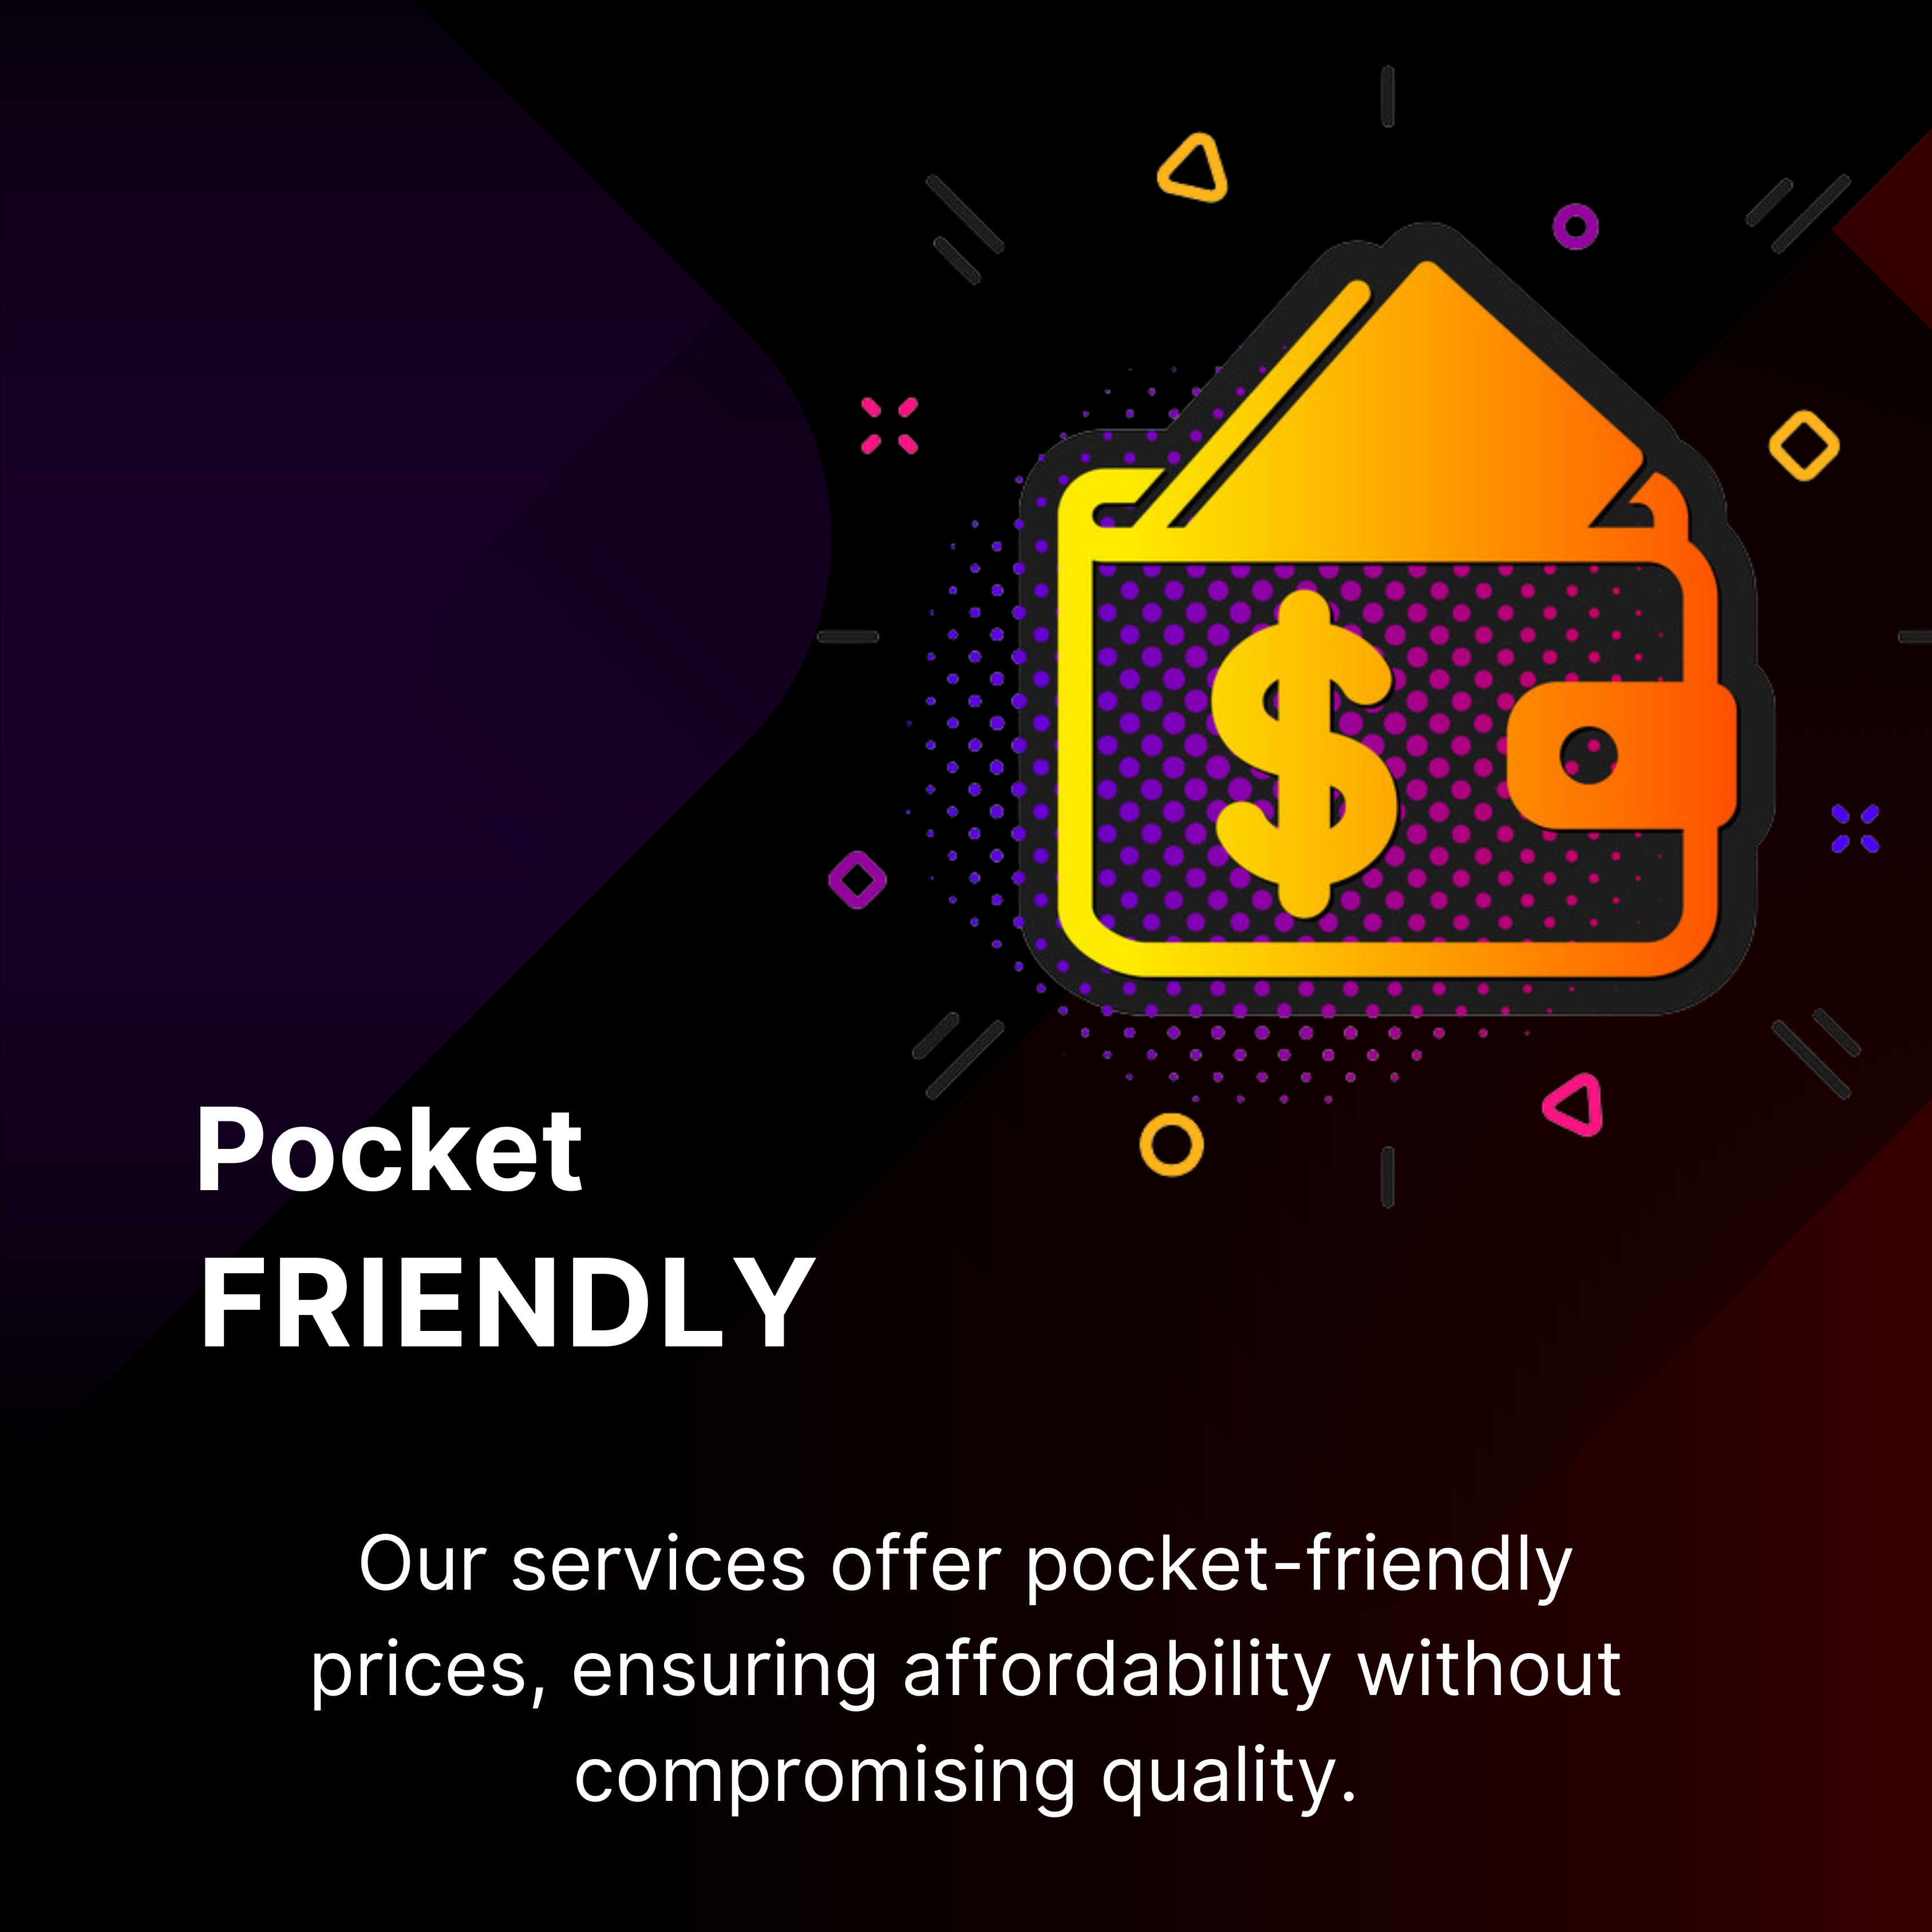 Pocket
FRIENDLY
Our services offer pocket-friendly
prices, ensuring affordability without
compromising quality.